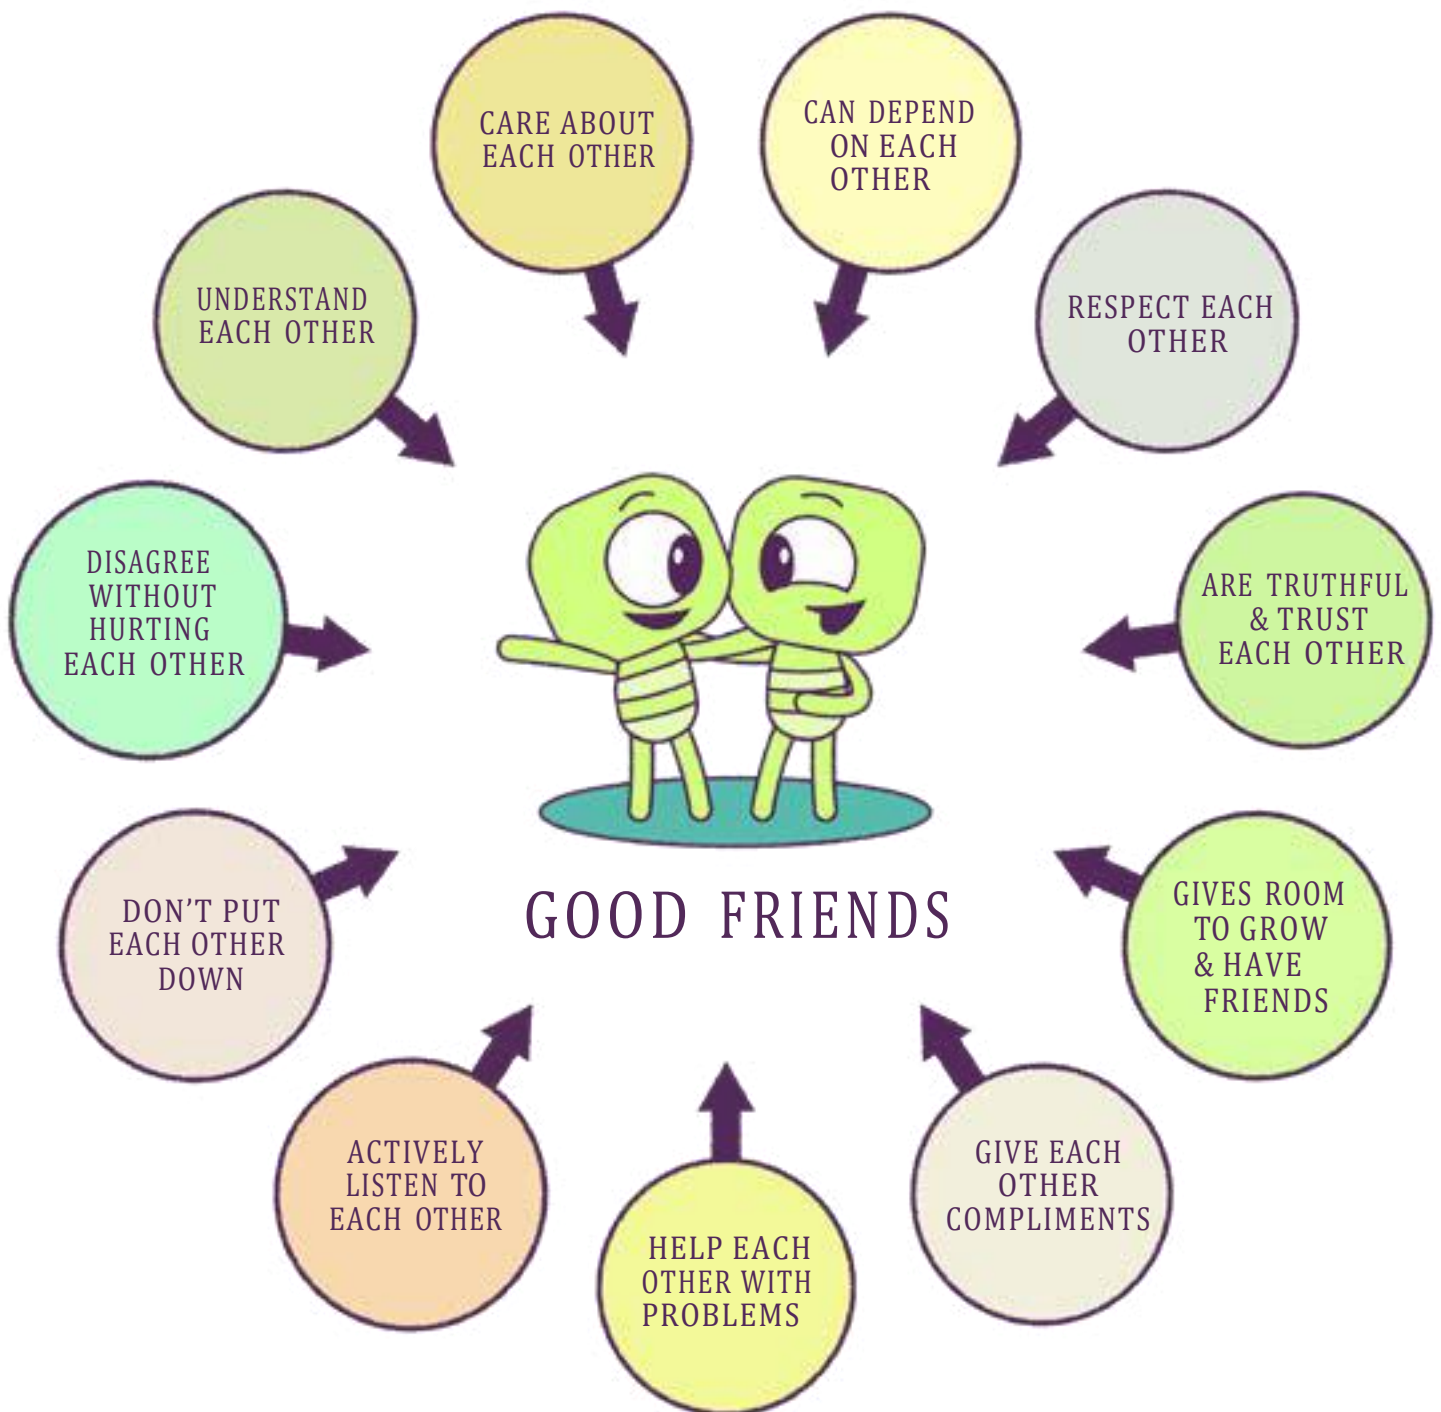 CARE ABOUT
EACH OTHER
CAN DEPEND
ON EACH
OTHER
RESPECT EACH
OTHER
ARE TRUTHFUL
& TRUST
EACH OTHER
GIVES ROOM
TO GROW
& HAVE
FRIENDS
GIVE EACH
OTHER
COMPLIMENTS
HELP EACH
OTHER WITH
PROBLEMS
ACTIVELY
LISTEN TO
EACH OTHER
DON'T PUT
EACH OTHER
DOWN
DISAGREE
WITHOUT
HURTING
EACH OTHER
UNDERSTAND
EACH OTHER
GOOD FRIENDS